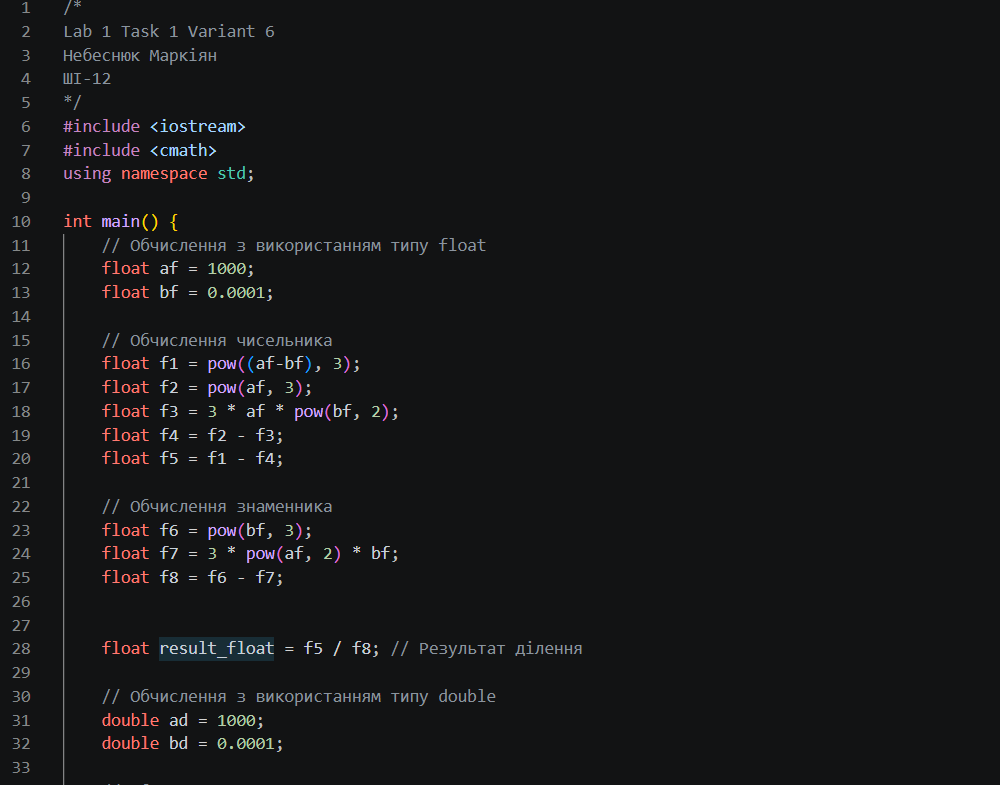 1 /*
2 Lab 1 Task 1 Variant 6
3 Небеснюк Маркіян
4 ШІ-12
5 */
6 #include <iostream>
7 #include <cmath>
8 using namespace std;
9
10 int main() {
11 // Обчислення з використанням типу float
12 float af = 1000;
13 float bf = 0.0001;
14
15 // Обчислення чисельника
16 float f1 = pow((af-bf), 3);
17 float f2 = pow(af, 3);
18 float f3 = 3 * af * pow(bf, 2);
19 float f4 = f2 - f3;
20 float f5 = f1 - f4;
21
22 // Обчислення знаменника
23 float f6 = pow(bf, 3);
24 float f7 = 3 * pow(af, 2) * bf;
25 float f8 = f6 - f7;
26
27
28 float result_float = f5 / f8; // Результат ділення
29
30 // Обчислення з використанням типу double
31 double ad = 1000;
32 double bd = 0.0001;
33